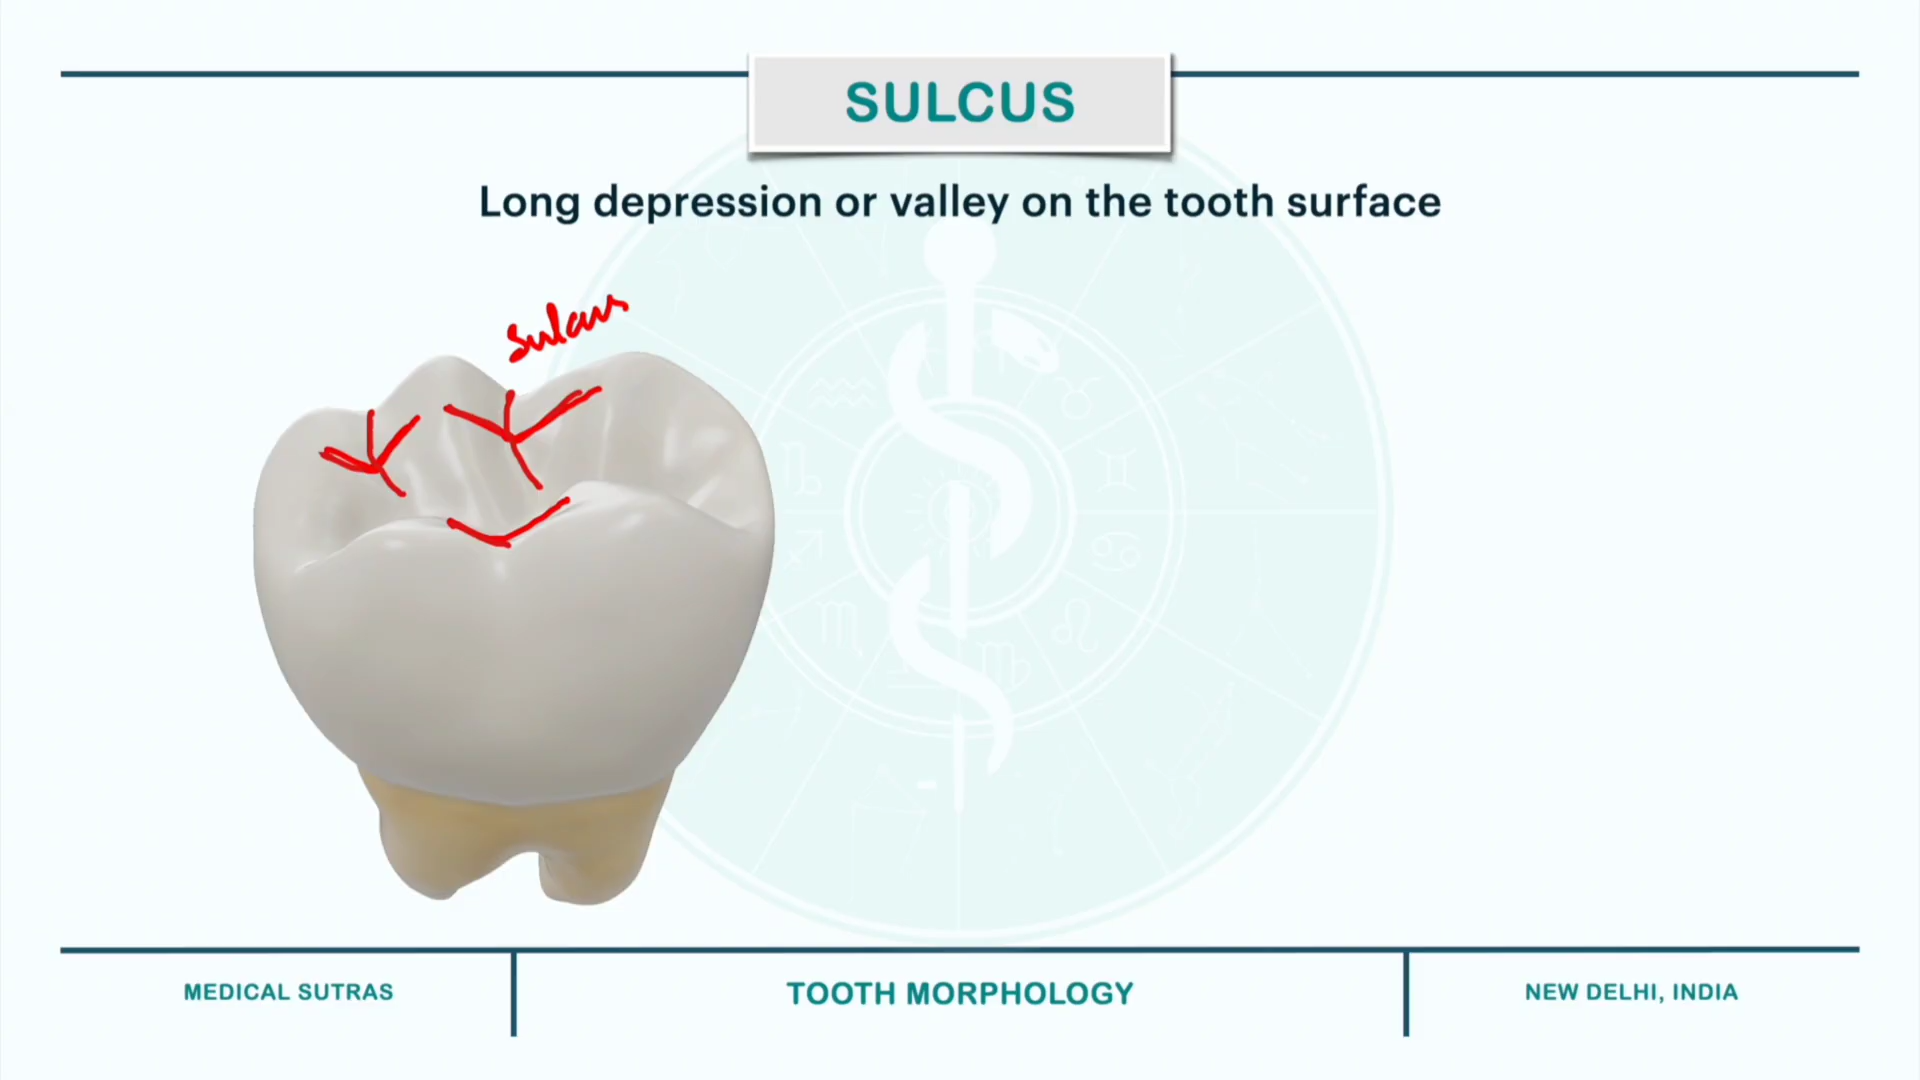 SULCUS
Long depression or valley on the tooth surface
Sulcus
MEDICAL SUTRAS
TOOTH MORPHOLOGY
NEW DELHI, INDIA